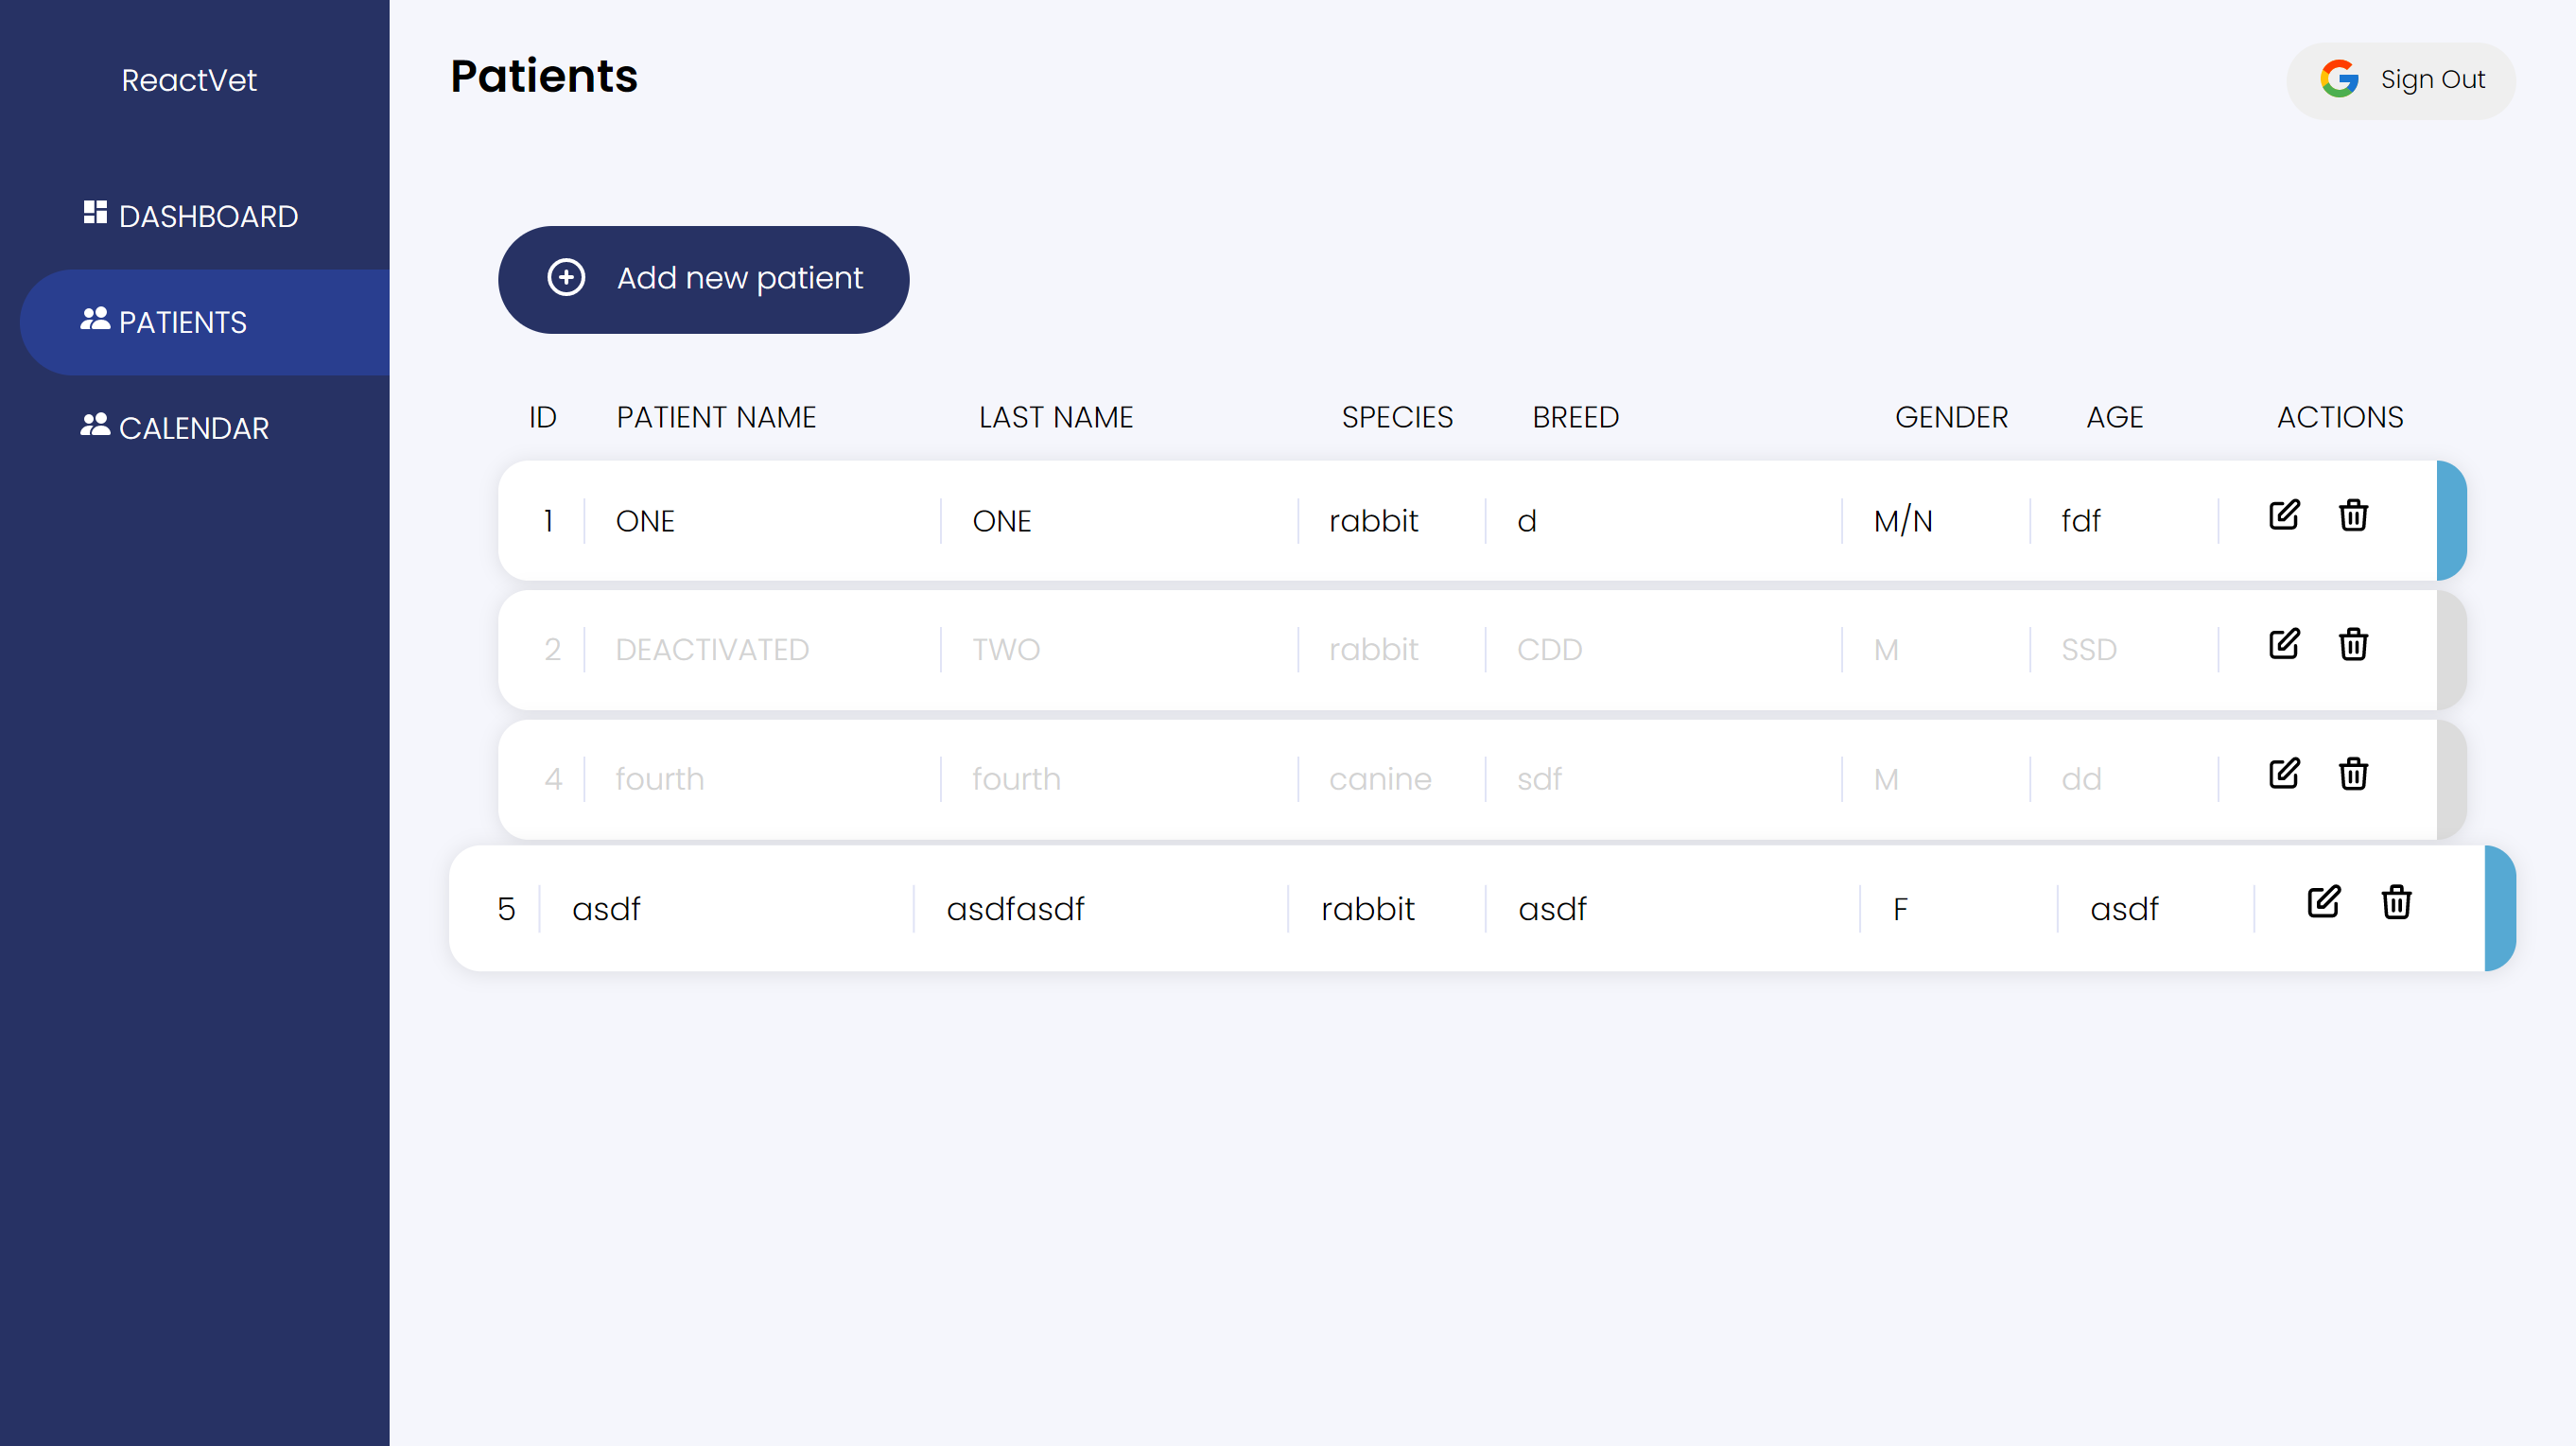 ReactVet
DASHBOARD
PATIENTS
CALENDAR
Patients
Sign Out
Add new patient
ID PATIENT NAME LAST NAME SPECIES BREED GENDER AGE ACTIONS
1 ONE ONE rabbit d M/N fdf
2 DEACTIVATED TWO rabbit CDD M SSD
4 fourth fourth canine sdf M dd
5 asdf asdfasdf rabbit asdf F asdf